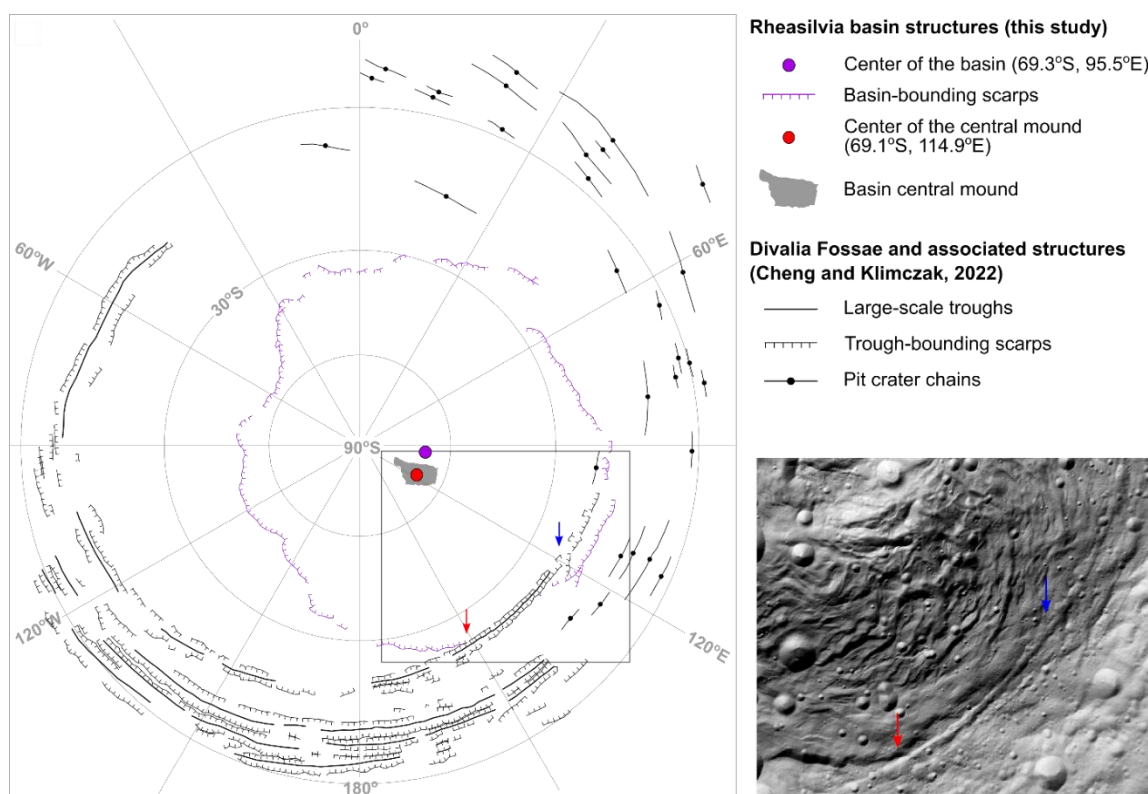 0°
60°W
60°E
30°S
90°S
120°W
120°E
180°
Rheasilvia basin structures (this study)
Center of the basin (69.3°S, 95.5°E)
Basin-bounding scarps
Center of the central mound
(69.1°S, 114.9°E)
Basin central mound
Divalia Fossae and associated structures
(Cheng and Klimczak, 2022)
Large-scale troughs
Trough-bounding scarps
Pit crater chains